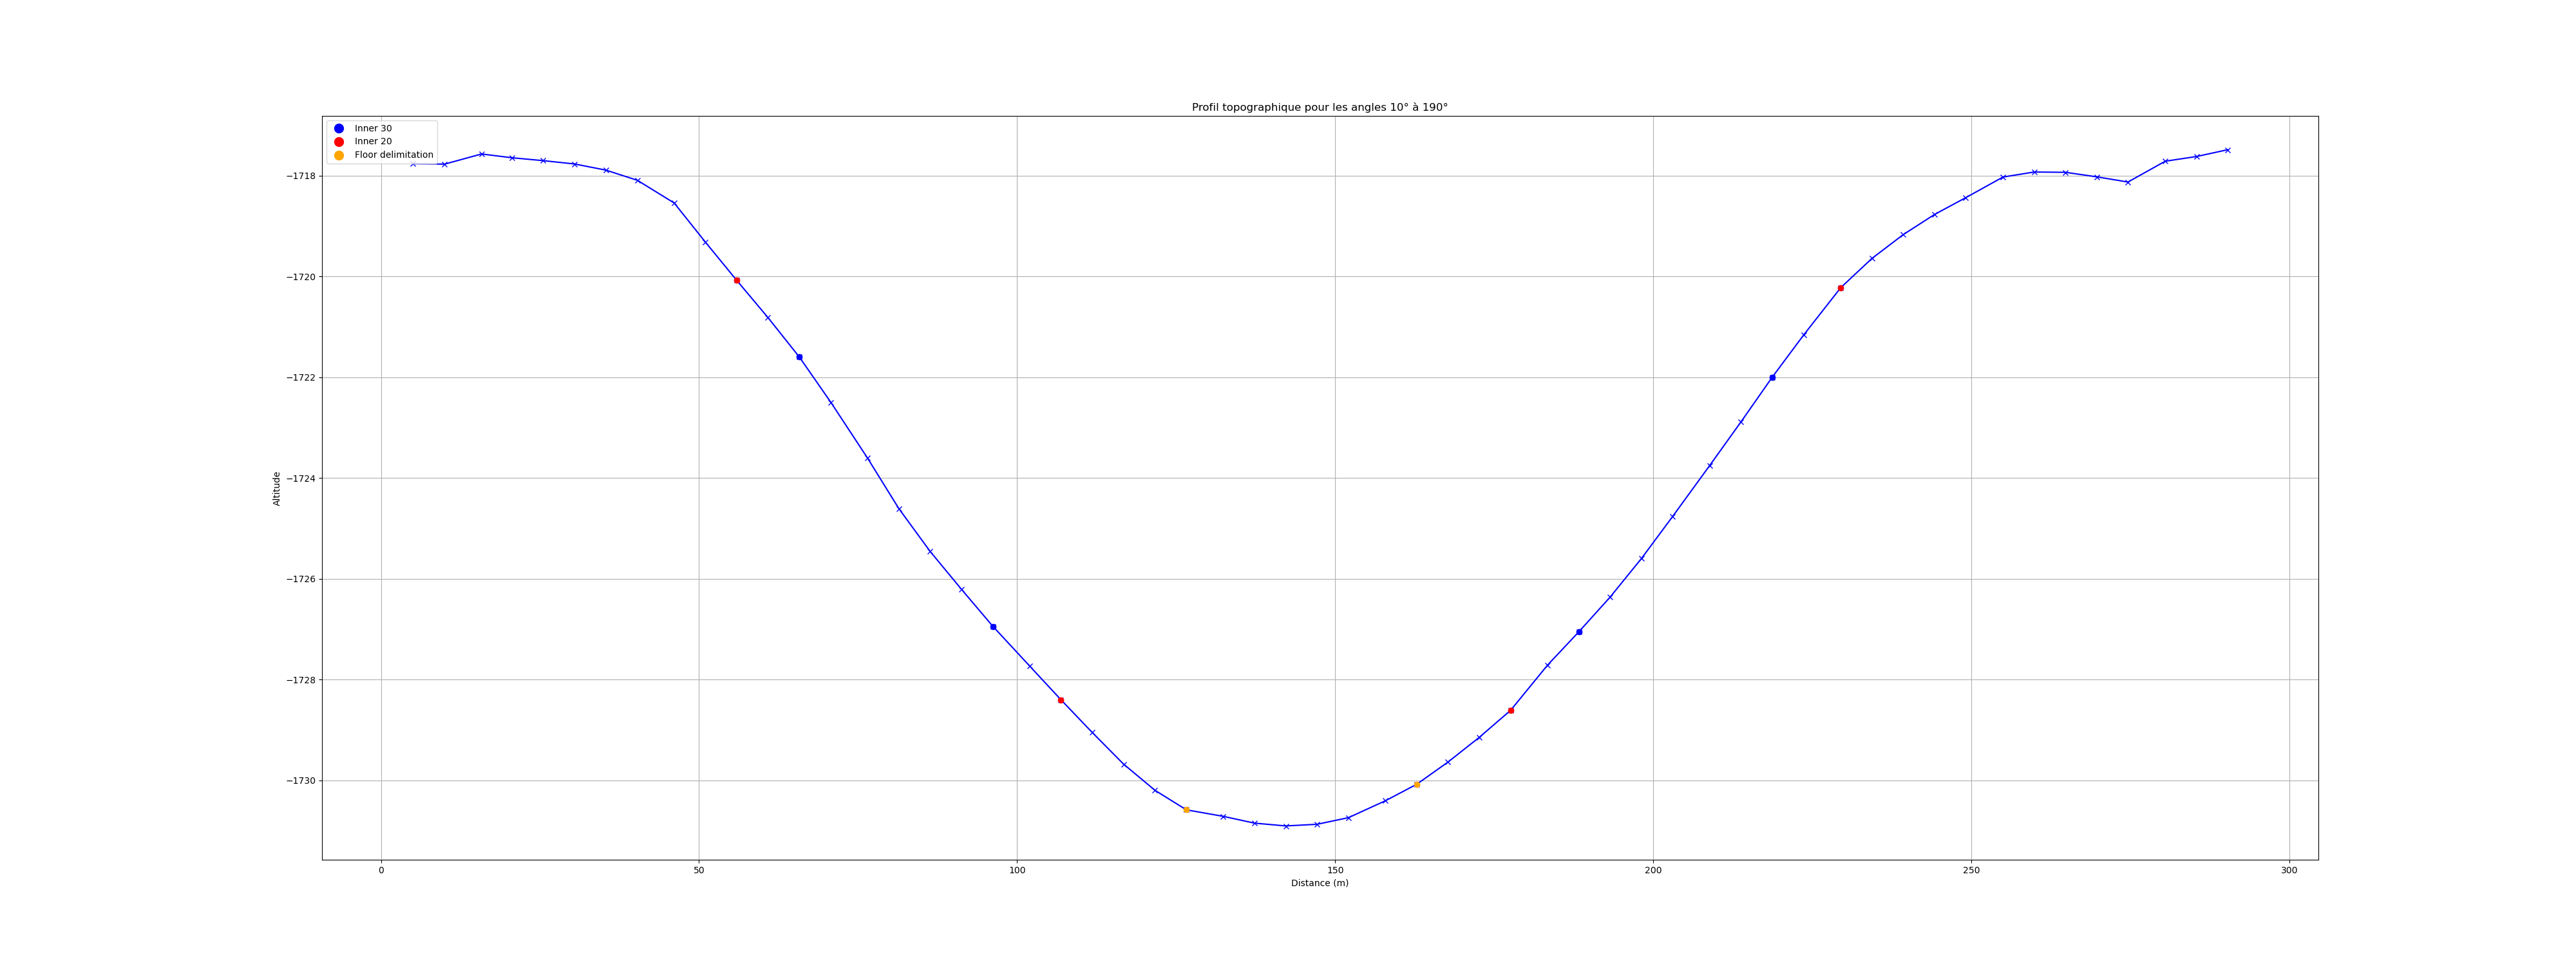 Profil topographique pour les angles 10° à 190°
Inner 30
Inner 20
Floor delimitation
−1718
−1720
−1722
−1724
−1726
−1728
−1730
Altitude
0 50 100 150 200 250 300
Distance (m)